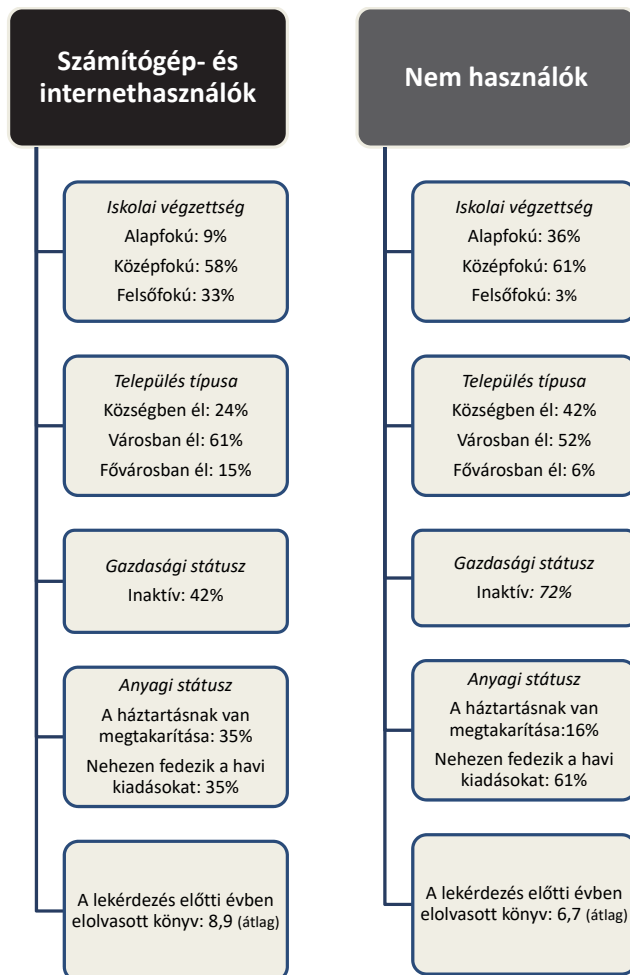 Számítógép- és
internethasználók
Iskolai végzettség
Alapfokú: 9%
Középfokú: 58%
Felsőfokú: 33%
Település típusa
Községben él: 24%
Városban él: 61%
Fővárosban él: 15%
Gazdasági státusz
Inaktív: 42%
Anyagi státusz
A háztartásnak van
megtakarítása: 35%
Nehezen fedezik a havi
kiadásokat: 35%
A lekérdezés előtti évben
elolvasott könyv: 8,9 (átlag)
Nem használók
Iskolai végzettség
Alapfokú: 36%
Középfokú: 61%
Felsőfokú: 3%
Település típusa
Községben él: 42%
Városban él: 52%
Fővárosban él: 6%
Gazdasági státusz
Inaktív: 72%
Anyagi státusz
A háztartásnak van
megtakarítása:16%
Nehezen fedezik a havi
kiadásokat: 61%
A lekérdezés előtti évben
elolvasott könyv: 6,7 (átlag)